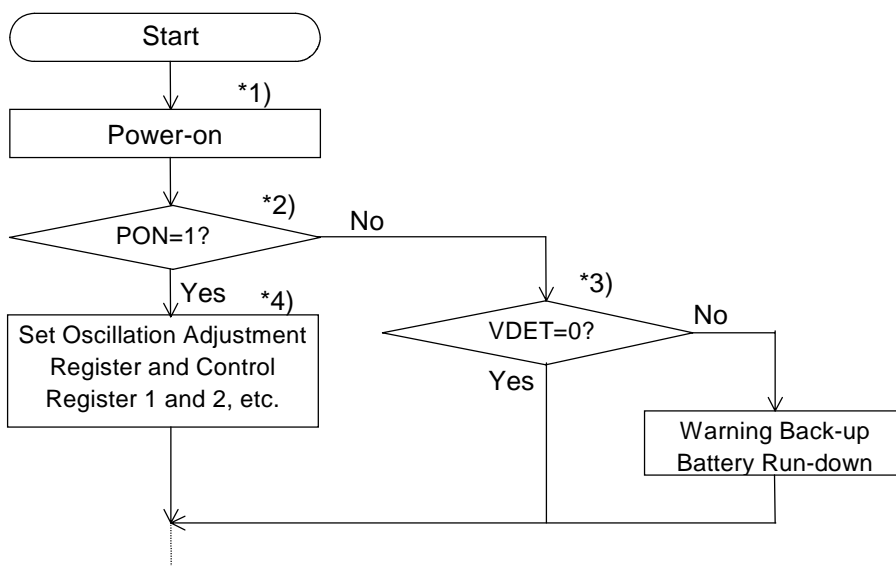 Start
*1)
Power-on
*2)
No
PON=1?
Yes
*4)
Set Oscillation Adjustment
Register and Control
Register 1 and 2, etc.
*3)
VDET=0?
No
Yes
Warning Back-up
Battery Run-down